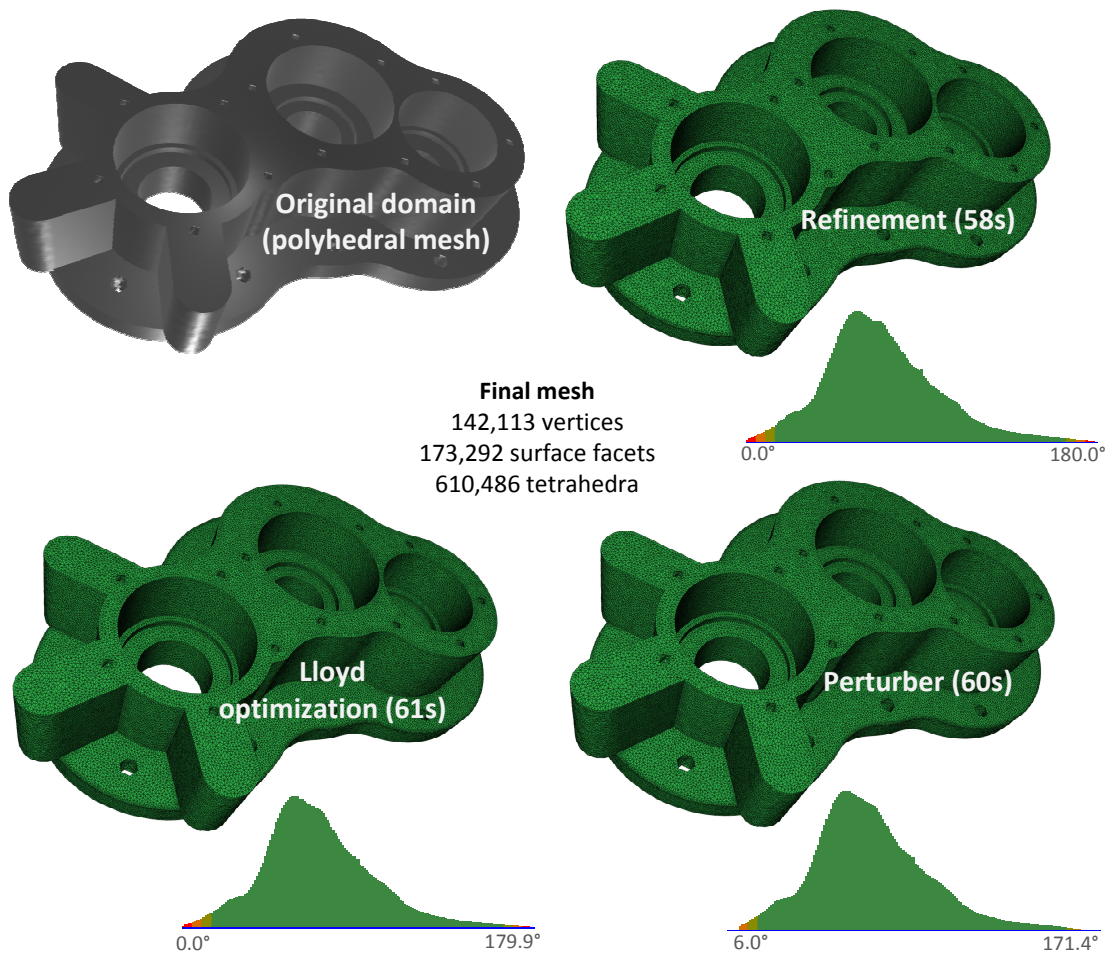 Original domain
(polyhedral mesh)
Refinement (58s)
0.0°
180.0°
Final mesh
142,113 vertices
173,292 surface facets
610,486 tetrahedra
Lloyd
optimization (61s)
0.0°
179.9°
Perturber (60s)
6.0°
171.4°